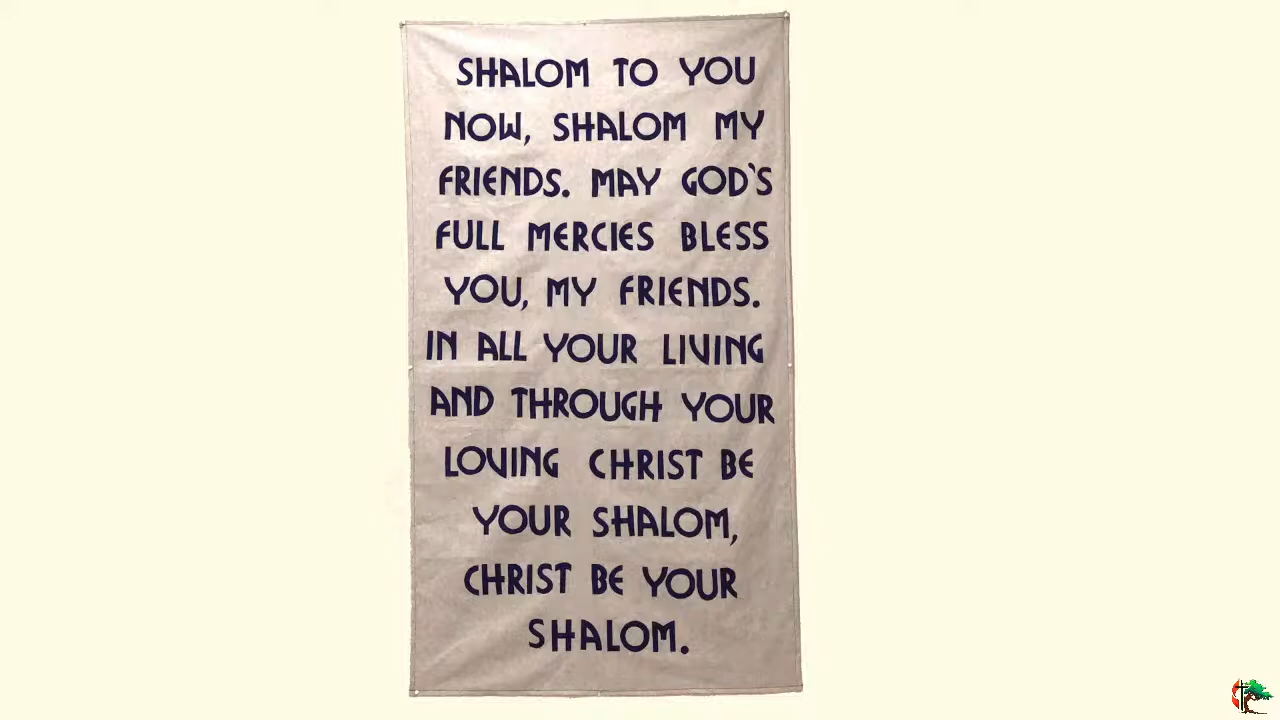 SHALOM TO YOU
NOW, SHALOM MY
FRIENDS. MAY GOD'S
FULL MERCIES BLESS
YOU, MY FRIENDS.
IN ALL YOUR LIVING
AND THROUGH YOUR
LOVING CHRIST BE
YOUR SHALOM,
CHRIST BE YOUR
SHALOM.